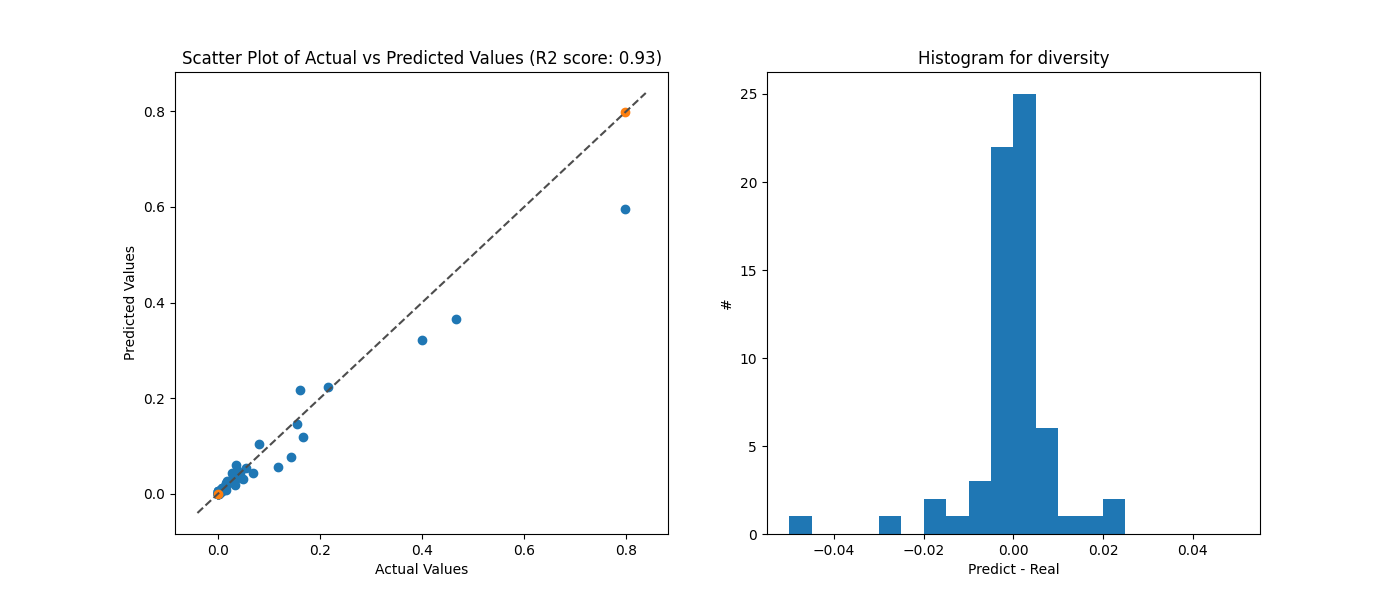 Scatter Plot of Actual vs Predicted Values (R2 score: 0.93)
Predicted Values
0.8
0.6
0.4
0.2
0.0
0.0 0.2 0.4 0.6 0.8
Actual Values
Histogram for diversity
#
25
20
15
10
5
0
−0.04 −0.02 0.00 0.02 0.04
Predict - Real